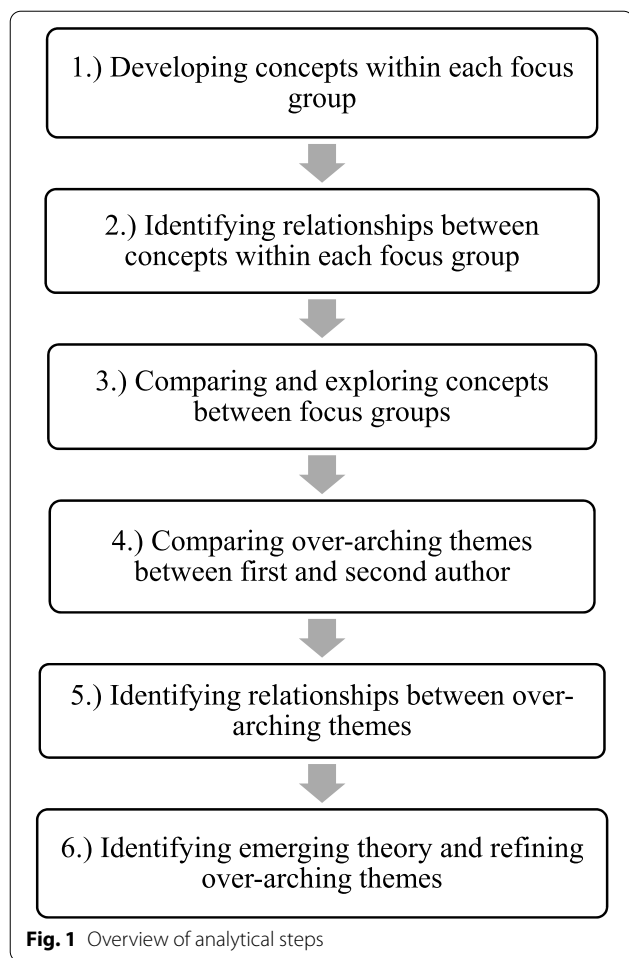 1.) Developing concepts within each focus
group
2.) Identifying relationships between
concepts within each focus group
3.) Comparing and exploring concepts
between focus groups
4.) Comparing over-arching themes
between first and second author
5.) Identifying relationships between over-
arching themes
6.) Identifying emerging theory and refining
over-arching themes
Fig. 1 Overview of analytical steps